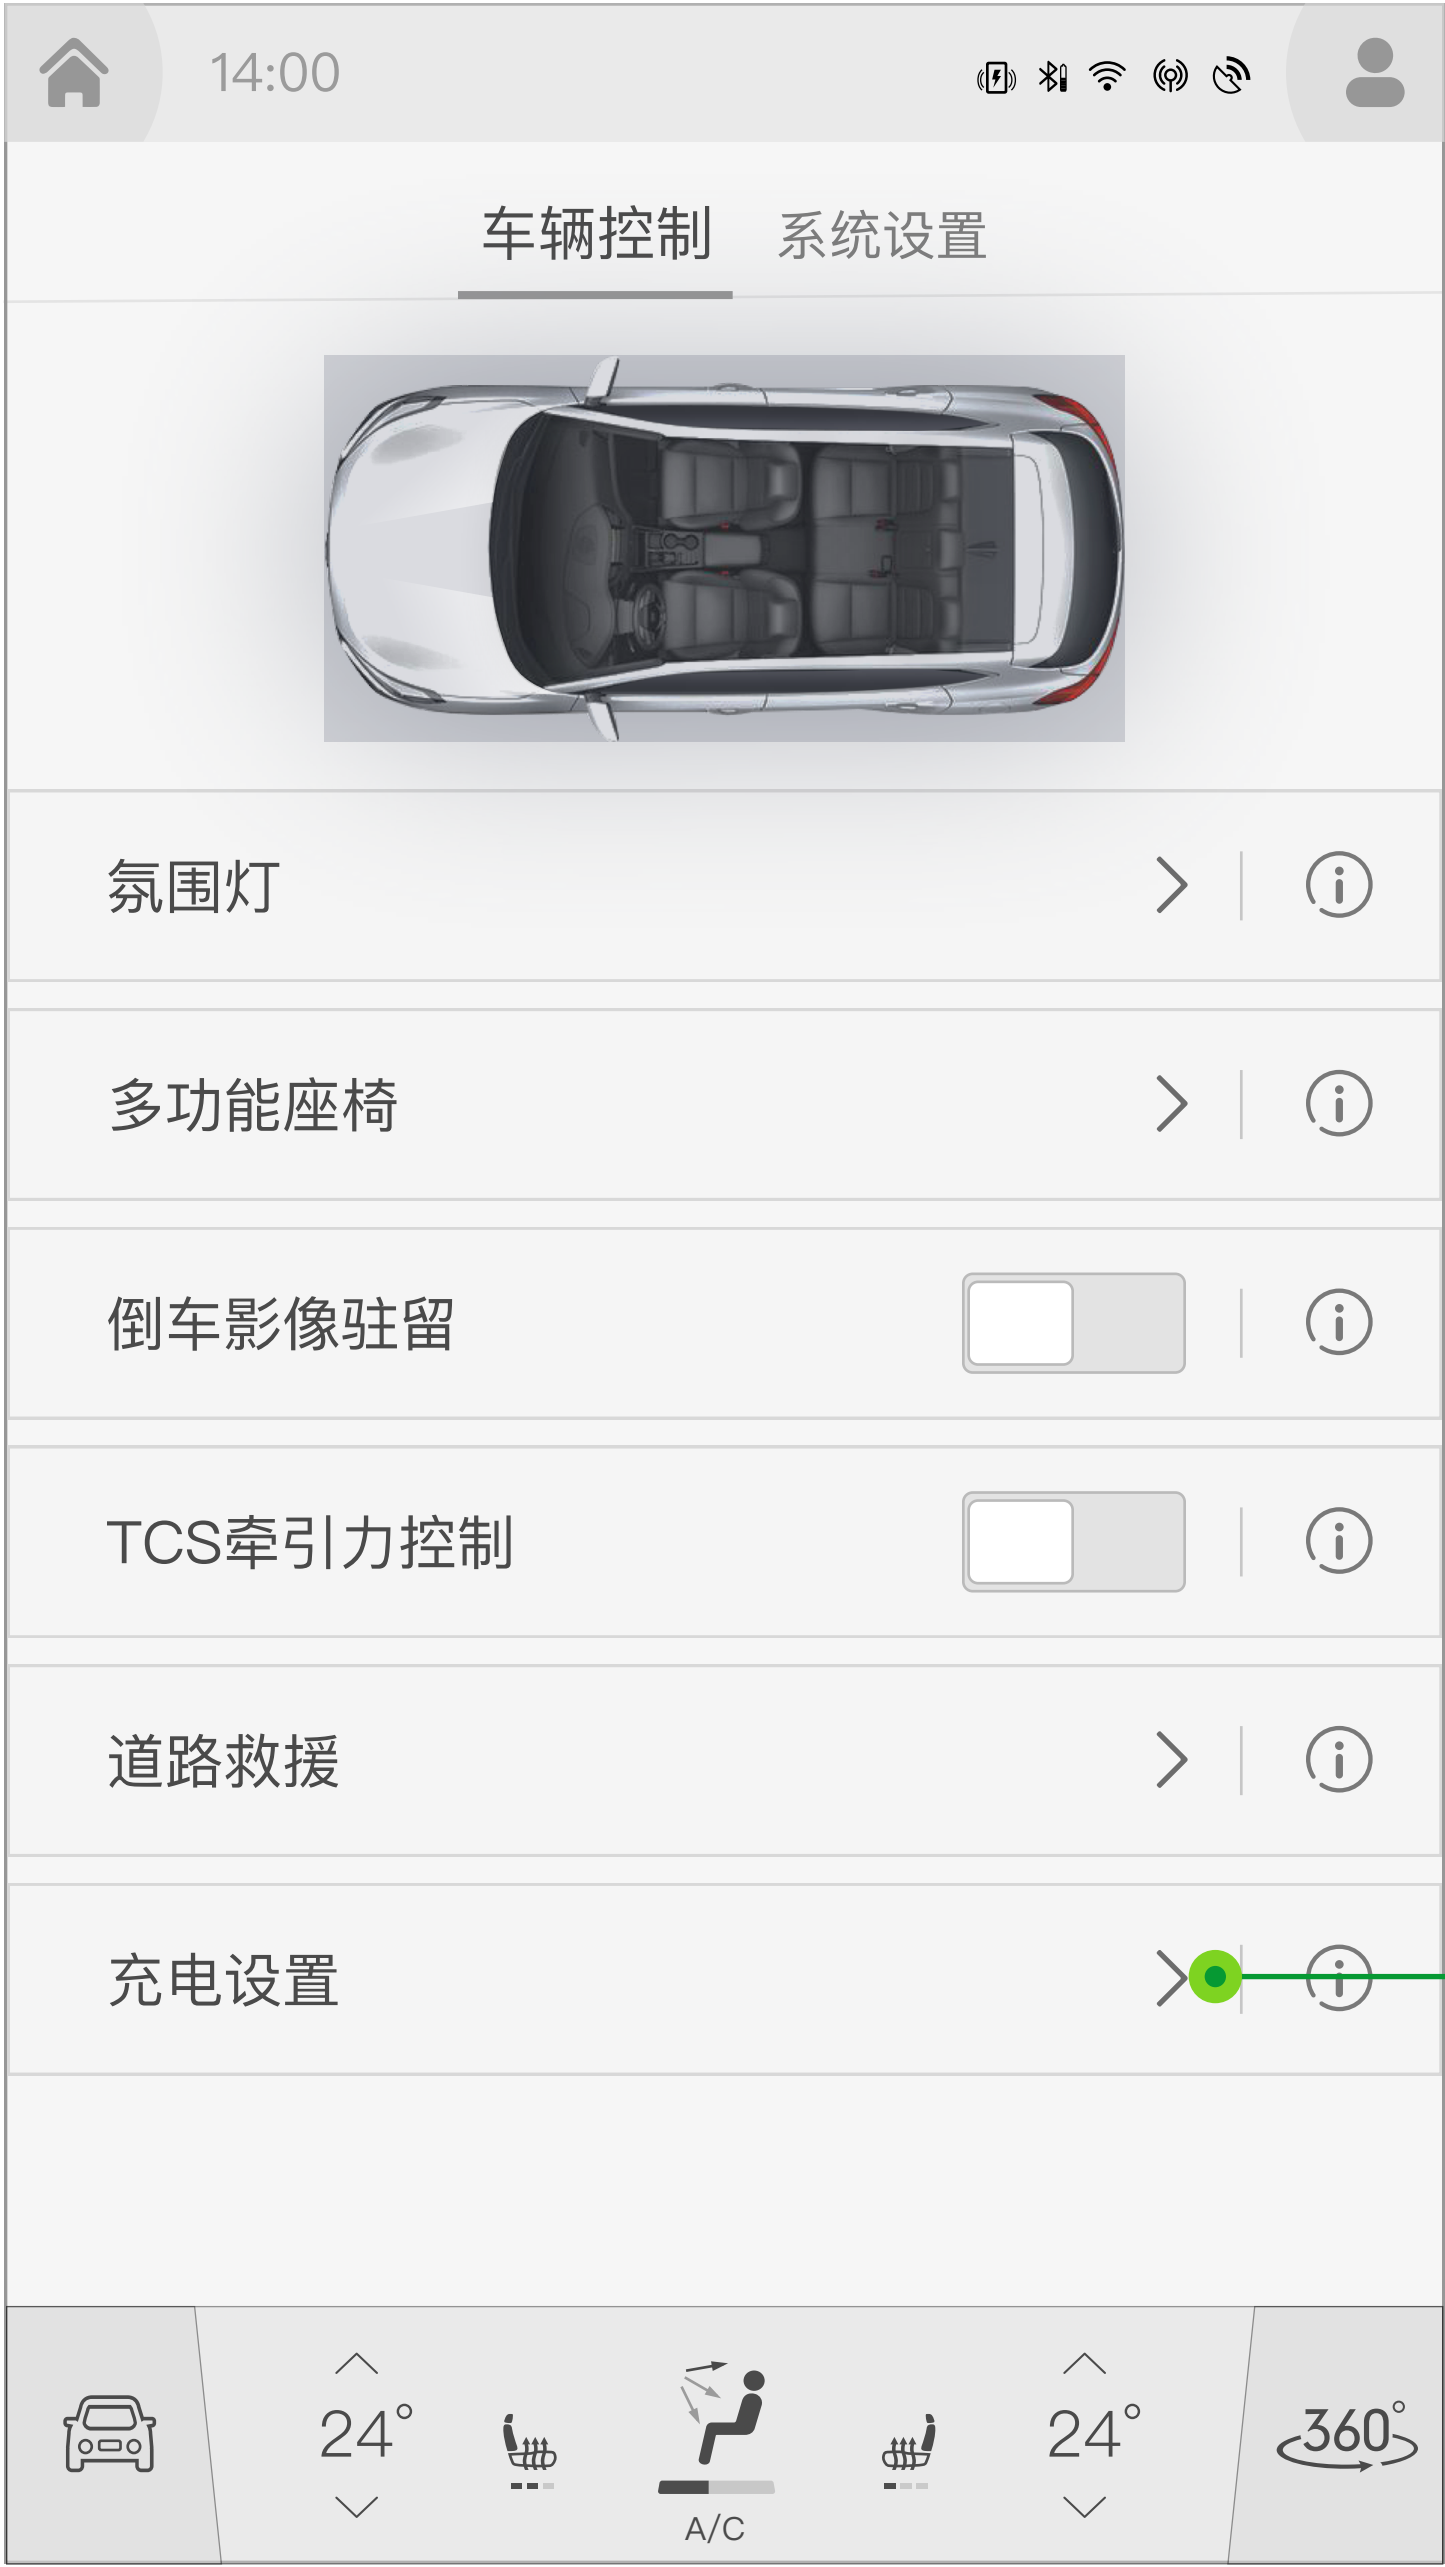 14:00
车辆控制 系统设置
氛围灯
多功能座椅
倒车影像驻留
TCS牵引力控制
道路救援
充电设置
24° 24° 360°
A/C